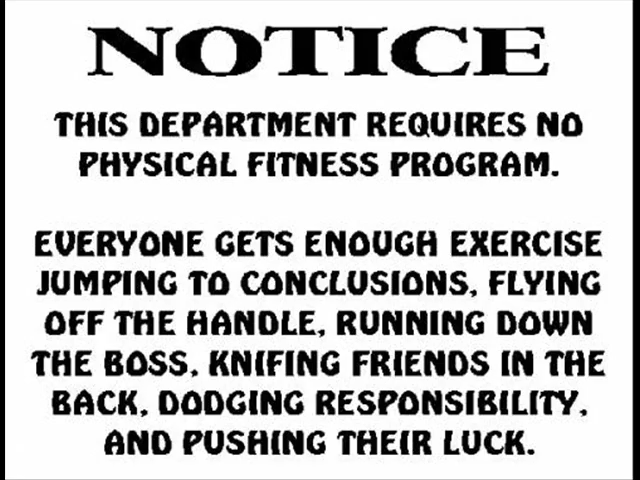 NOTICE
THIS DEPARTMENT REQUIRES NO
PHYSICAL FITNESS PROGRAM.
EVERYONE GETS ENOUGH EXERCISE
JUMPING TO CONCLUSIONS, FLYING
OFF THE HANDLE, RUNNING DOWN
THE BOSS, KNIFING FRIENDS IN THE
BACK, DODGING RESPONSIBILITY,
AND PUSHING THEIR LUCK.